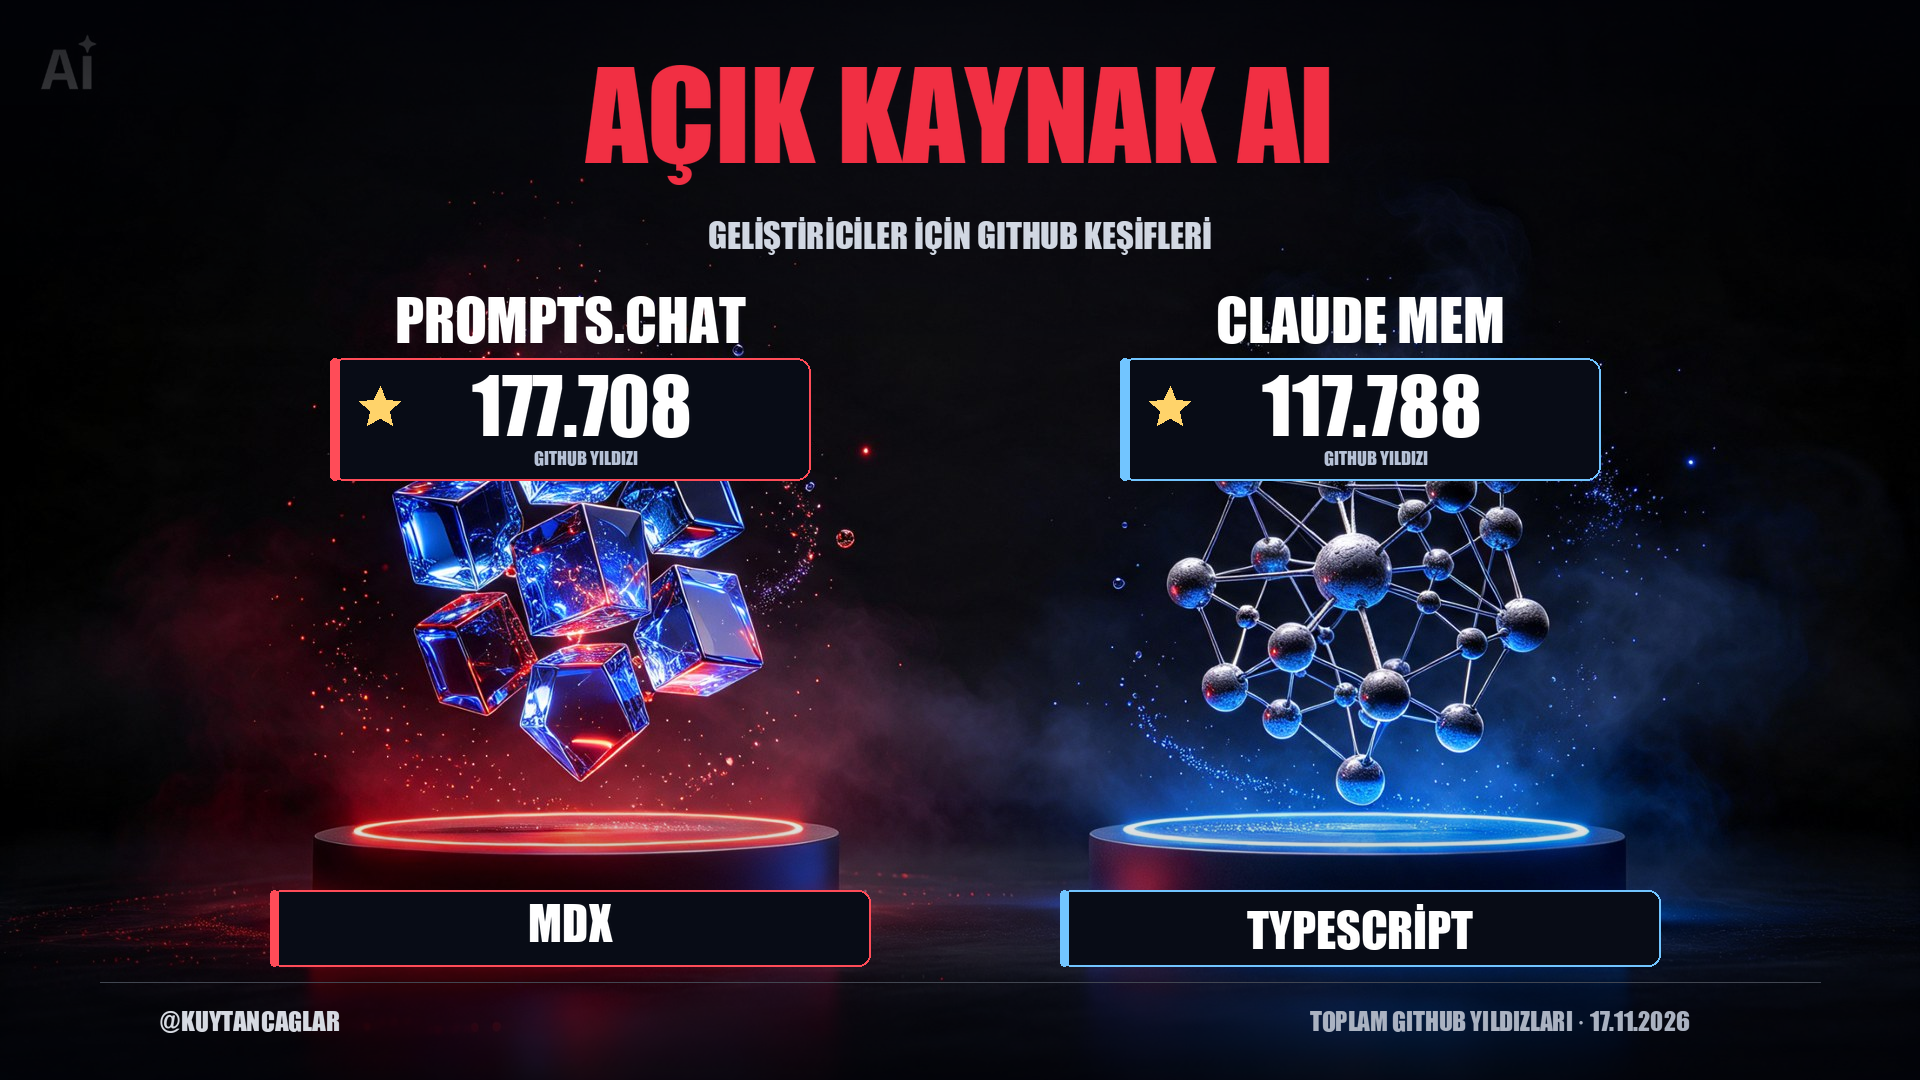 Ai
AÇIK KAYNAK AI
GELİŞTİRİCİLER İÇİN GITHUB KEŞİFLERİ
PROMPTS.CHAT
177.708
GITHUB YILDIZI
MDX
CLAUDE MEM
117.788
GITHUB YILDIZI
TYPESCRİPT
@KUYTANCAGLAR
TOPLAM GITHUB YILDIZLARI · 17.11.2026